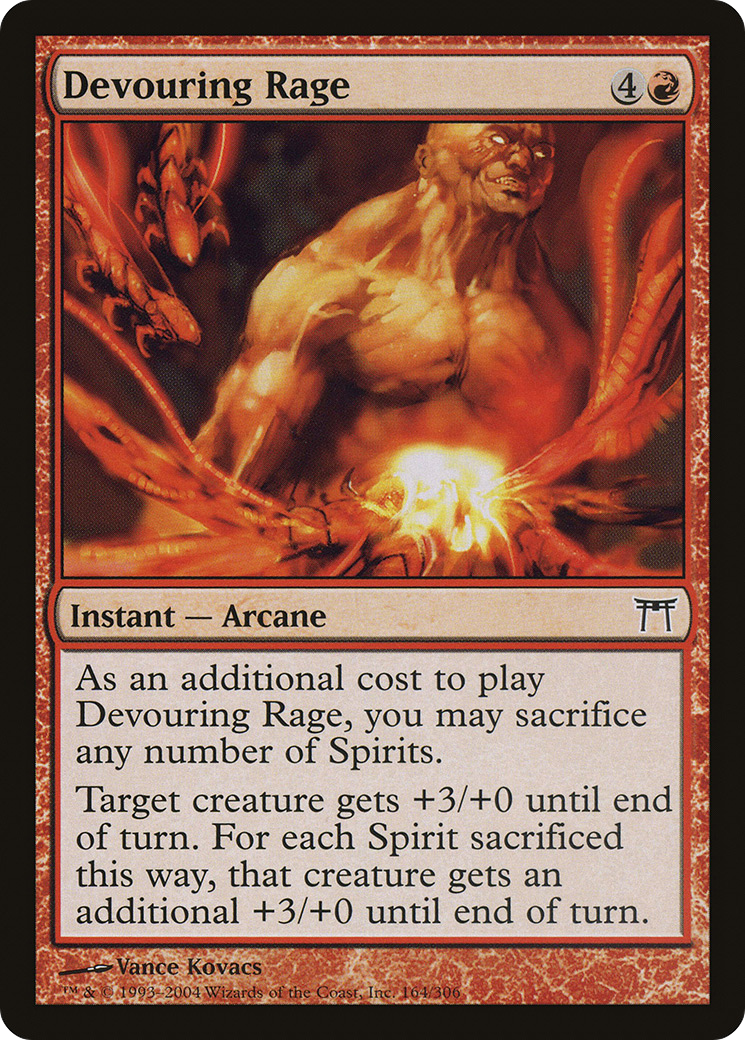 Devouring Rage 4
Instant — Arcane
As an additional cost to play
Devouring Rage, you may sacrifice
any number of Spirits.
Target creature gets +3/+0 until end
of turn. For each Spirit sacrificed
this way, that creature gets an
additional +3/+0 until end of turn.
Vance Kovacs
™ & © 1993–2004 Wizards of the Coast, Inc. 164/306